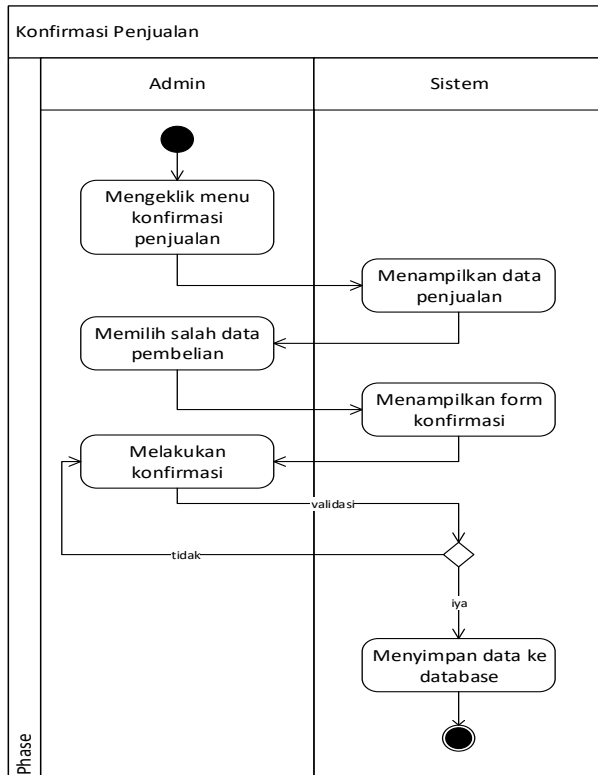 Konfirmasi Penjualan
Admin
Sistem
Mengeklik menu
konfirmasi
penjualan
Menampilkan data
penjualan
Memilih salah data
pembelian
Menampilkan form
konfirmasi
Melakukan
konfirmasi
validasi
tidak
iya
Menyimpan data ke
database
Phase